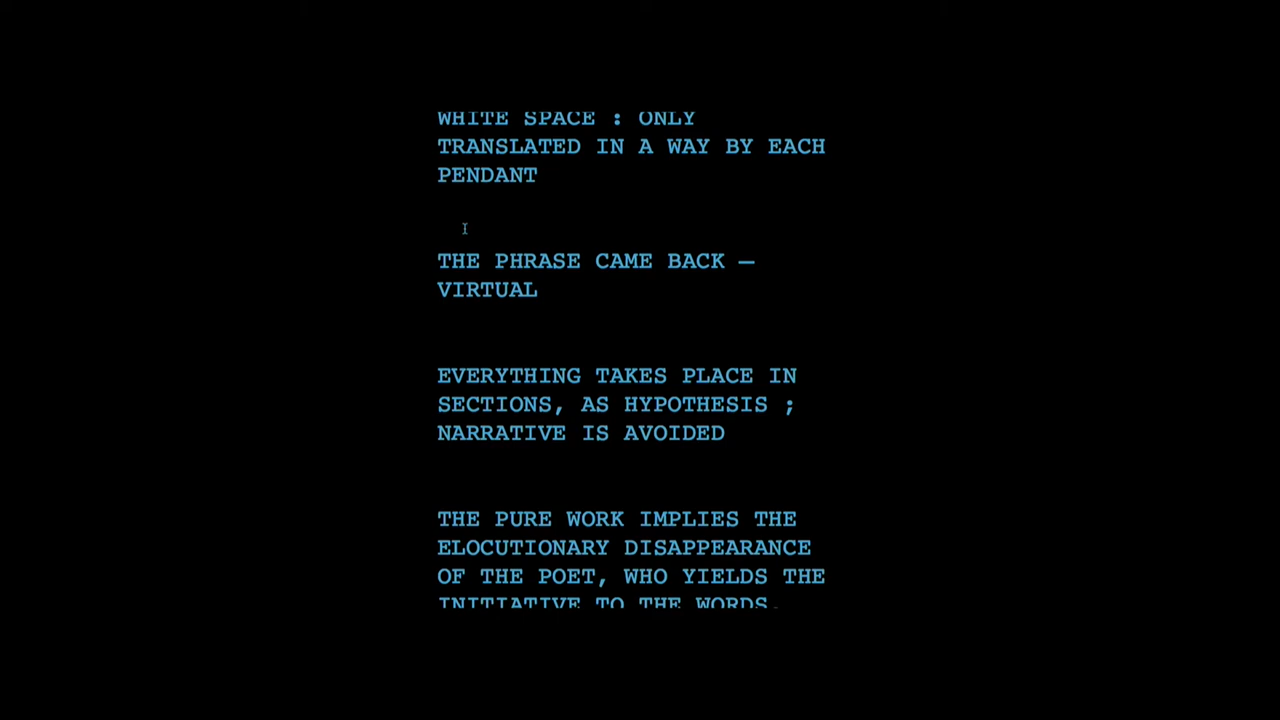 WHITE SPACE : ONLY
TRANSLATED IN A WAY BY EACH
PENDANT
THE PHRASE CAME BACK —
VIRTUAL
EVERYTHING TAKES PLACE IN
SECTIONS, AS HYPOTHESIS ;
NARRATIVE IS AVOIDED
THE PURE WORK IMPLIES THE
ELOCUTIONARY DISAPPEARANCE
OF THE POET, WHO YIELDS THE
INITIATIVE TO THE WORDS.